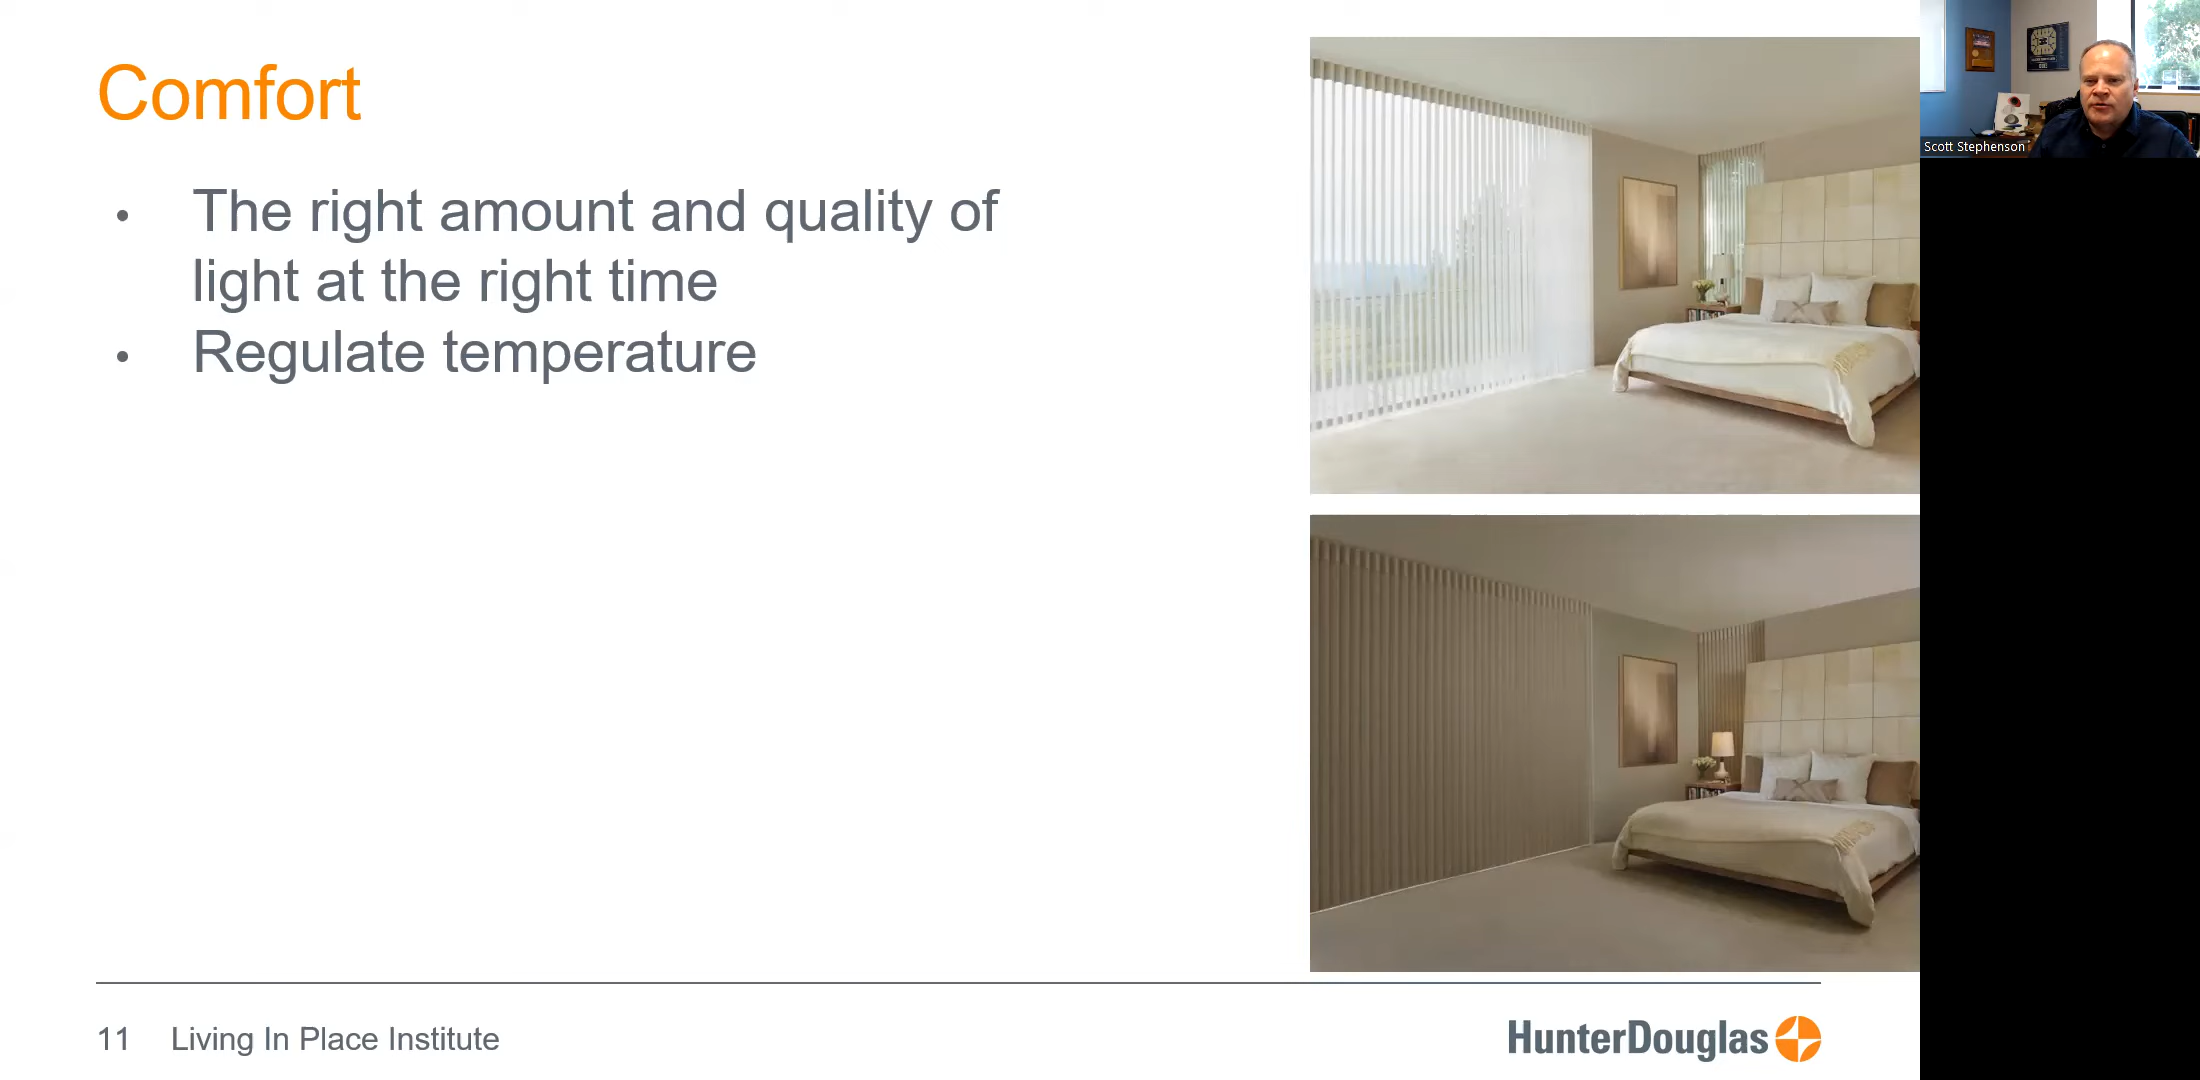 Comfort
• The right amount and quality of
light at the right time
• Regulate temperature
11 Living In Place Institute
HunterDouglas
Scott Stephenson